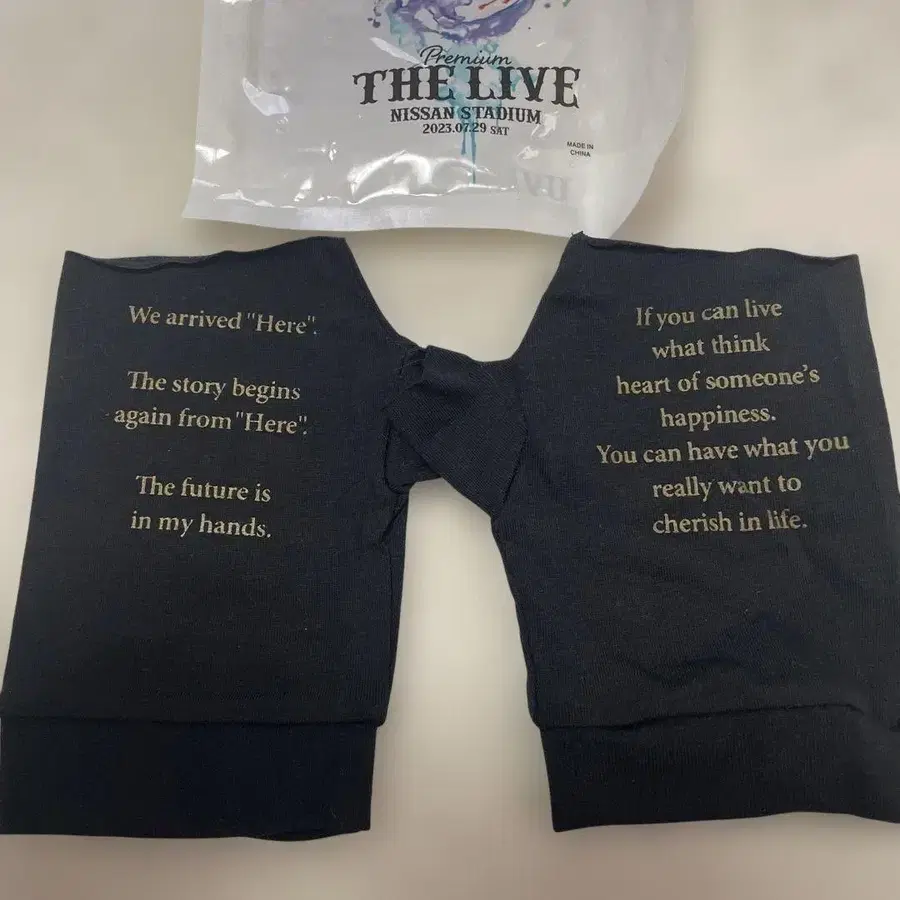 Premium
THE LIVE
NISSAN STADIUM
2023.07.29 SAT
MADE IN
CHINA
We arrived "Here".
The story begins
again from "Here".
The future is
in my hands.
If you can live
what think
heart of someone's
happiness.
You can have what you
really want to
cherish in life.